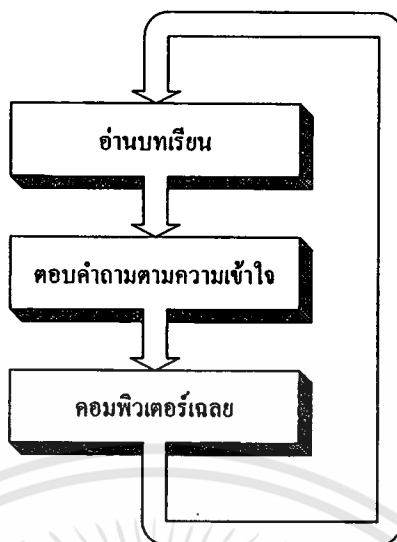 อ่านบทเรียน
ตอบคำถามตามความเข้าใจ
คอมพิวเตอร์เฉลย